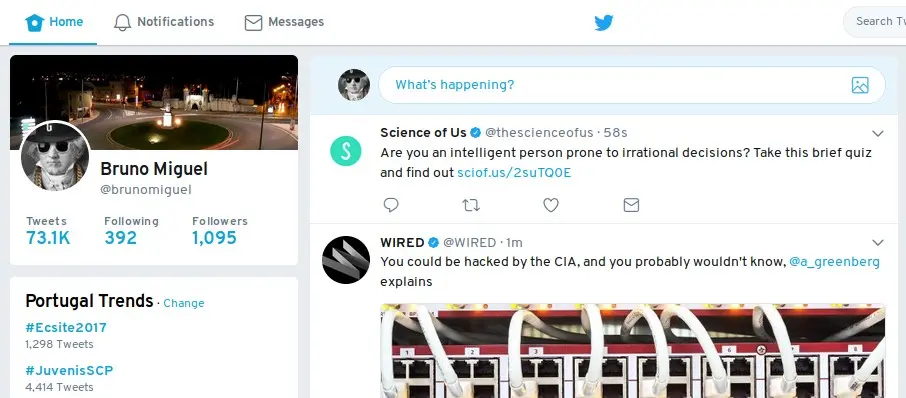 Home
Notifications
Messages
Search Tw
Bruno Miguel
@brunomiguel
Tweets
Following
Followers
73.1K
392
1,095
Portugal Trends · Change
#Ecsite2017
1,298 Tweets
#JuvenisSCP
4,414 Tweets
What's happening?
S
Science of Us @thescienceofus · 58s
Are you an intelligent person prone to irrational decisions? Take this brief quiz
and find out sciof.us/2suTQ0E
WIRED @WIRED · 1m
You could be hacked by the CIA, and you probably wouldn't know, @a_greenberg
explains
1 2 3 6 7 8